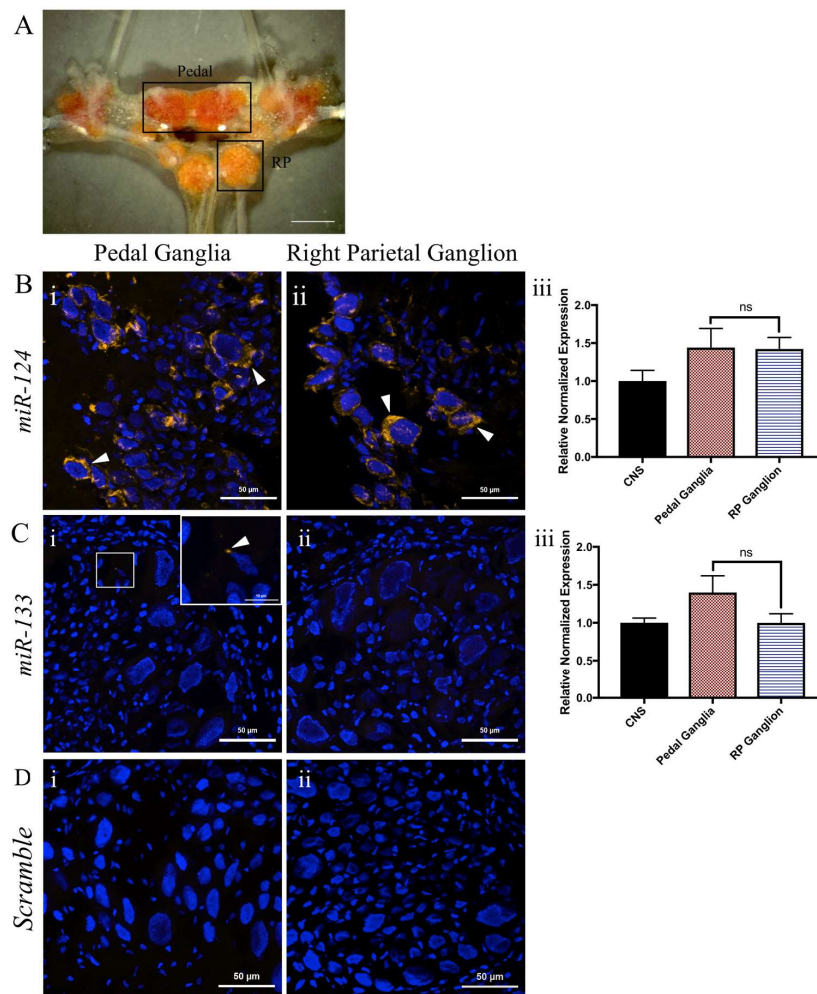 A
Pedal
RP
Pedal Ganglia
Right Parietal Ganglion
B
i
ii
iii
miR-124
50 µm
50 µm
Relative Normalized Expression
2.0
1.5
1.0
0.5
0.0
ns
CNS
Pedal Ganglia
RP Ganglion
C
i
ii
iii
miR-133
10 µm
50 µm
50 µm
Relative Normalized Expression
2.0
1.5
1.0
0.5
0.0
ns
CNS
Pedal Ganglia
RP Ganglion
D
i
ii
Scramble
50 µm
50 µm